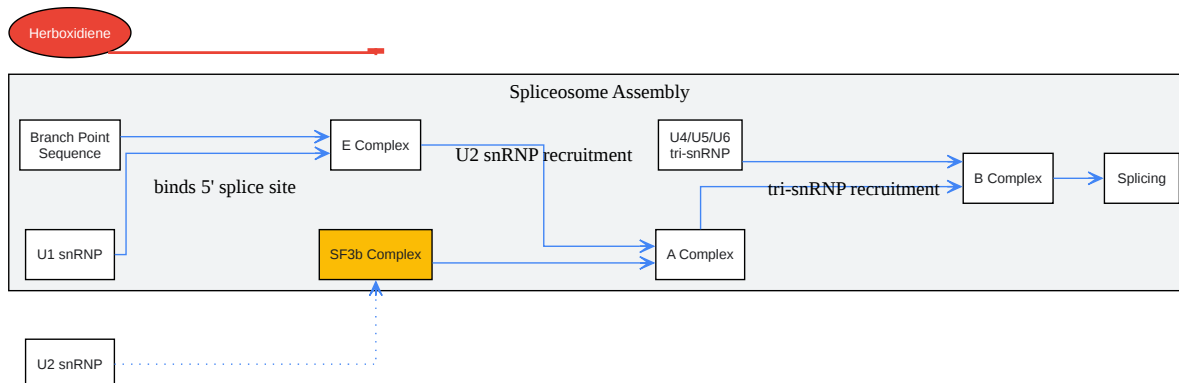 Herboxidiene
Spliceosome Assembly
Branch Point
Sequence
E Complex
U2 snRNP recruitment
U4/U5/U6
tri-snRNP
B Complex
Splicing
binds 5' splice site
tri-snRNP recruitment
U1 snRNP
SF3b Complex
A Complex
U2 snRNP